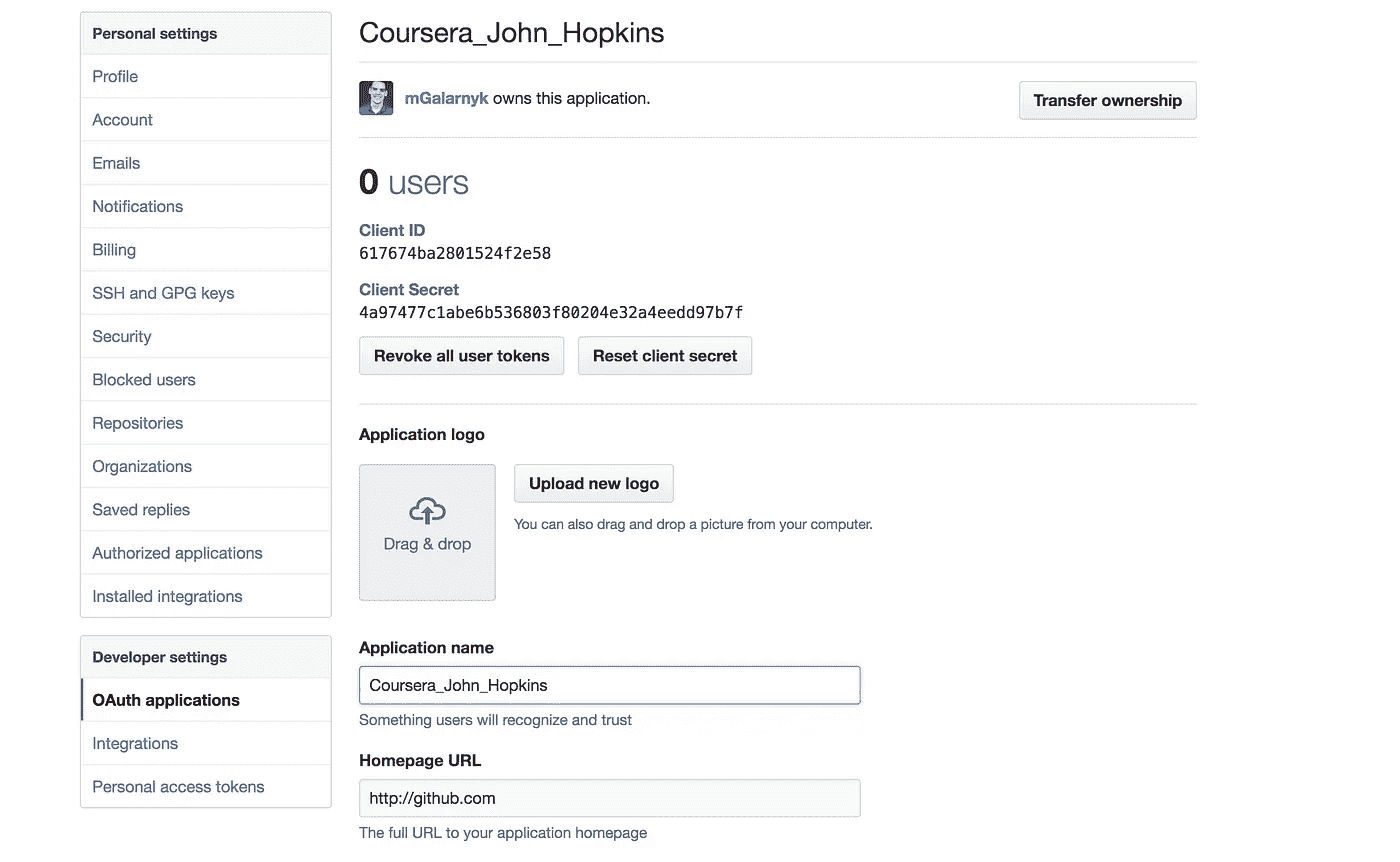 Personal settings
Profile
Account
Emails
Notifications
Billing
SSH and GPG keys
Security
Blocked users
Repositories
Organizations
Saved replies
Authorized applications
Installed integrations
Developer settings
OAuth applications
Integrations
Personal access tokens
Coursera_John_Hopkins
mGalarnyk owns this application.
Transfer ownership
0 users
Client ID
617674ba2801524f2e58
Client Secret
4a97477c1abe6b536803f80204e32a4eedd97b7f
Revoke all user tokens
Reset client secret
Application logo
Drag & drop
Upload new logo
You can also drag and drop a picture from your computer.
Application name
Coursera_John_Hopkins
Something users will recognize and trust
Homepage URL
http://github.com
The full URL to your application homepage